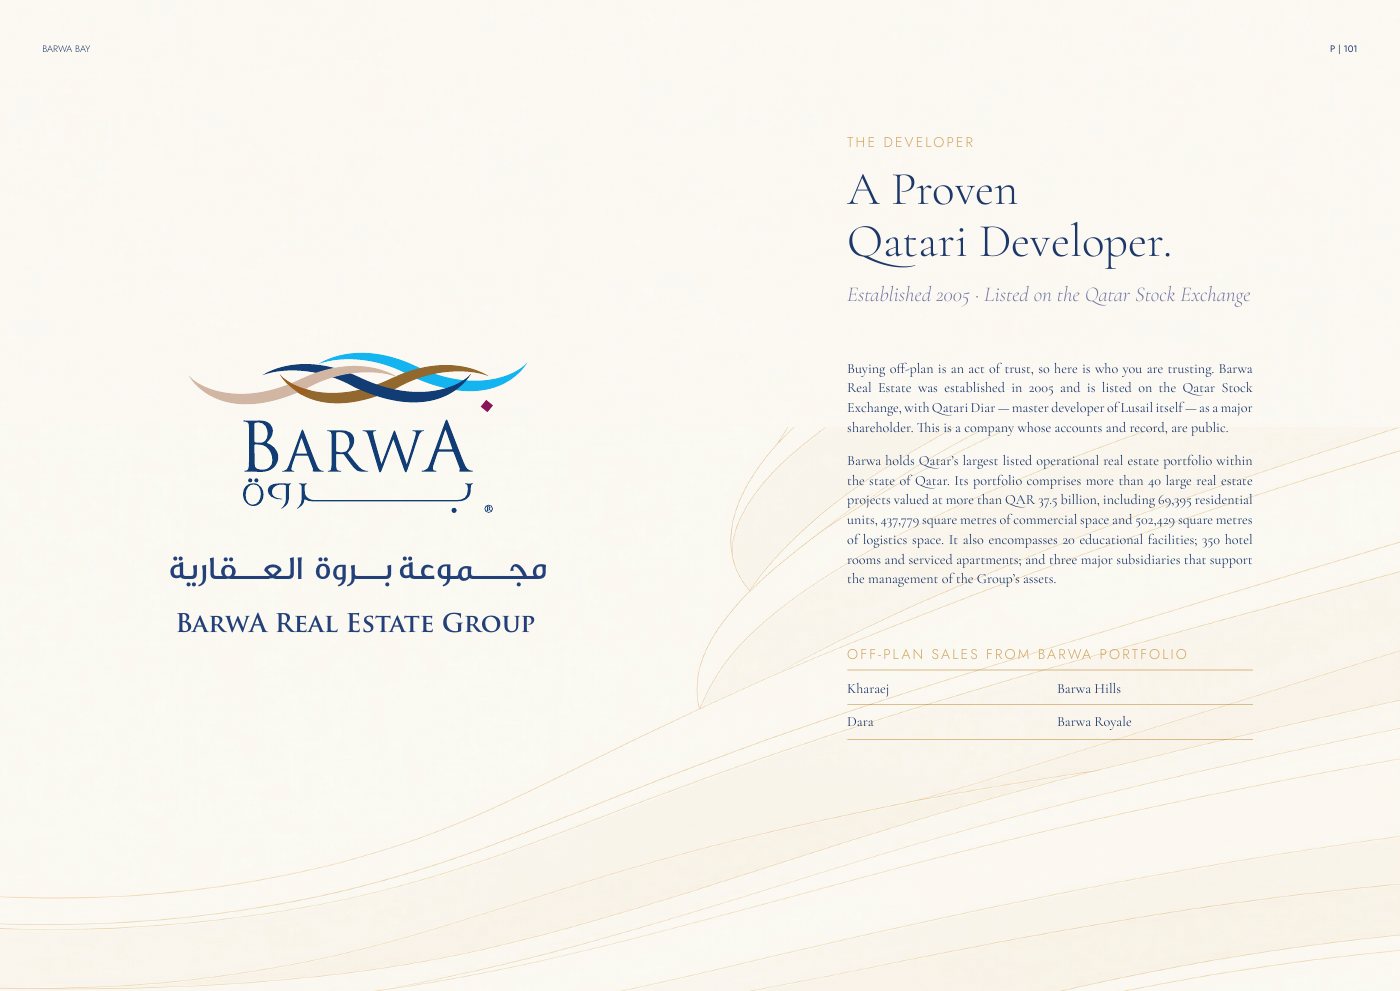 BARWA BAY
P | 101
BARWA
بـروة
®
مجـموعة بـروة العـقارية
BARWA REAL ESTATE GROUP
THE DEVELOPER
A Proven
Qatari Developer.
Established 2005 · Listed on the Qatar Stock Exchange
Buying off-plan is an act of trust, so here is who you are trusting. Barwa
Real Estate was established in 2005 and is listed on the Qatar Stock
Exchange, with Qatari Diar — master developer of Lusail itself — as a major
shareholder. This is a company whose accounts and record, are public.
Barwa holds Qatar’s largest listed operational real estate portfolio within
the state of Qatar. Its portfolio comprises more than 40 large real estate
projects valued at more than QAR 37.5 billion, including 69,395 residential
units, 437,779 square metres of commercial space and 502,429 square metres
of logistics space. It also encompasses 20 educational facilities; 350 hotel
rooms and serviced apartments; and three major subsidiaries that support
the management of the Group’s assets.
OFF-PLAN SALES FROM BARWA PORTFOLIO
Kharaej
Barwa Hills
Dara
Barwa Royale